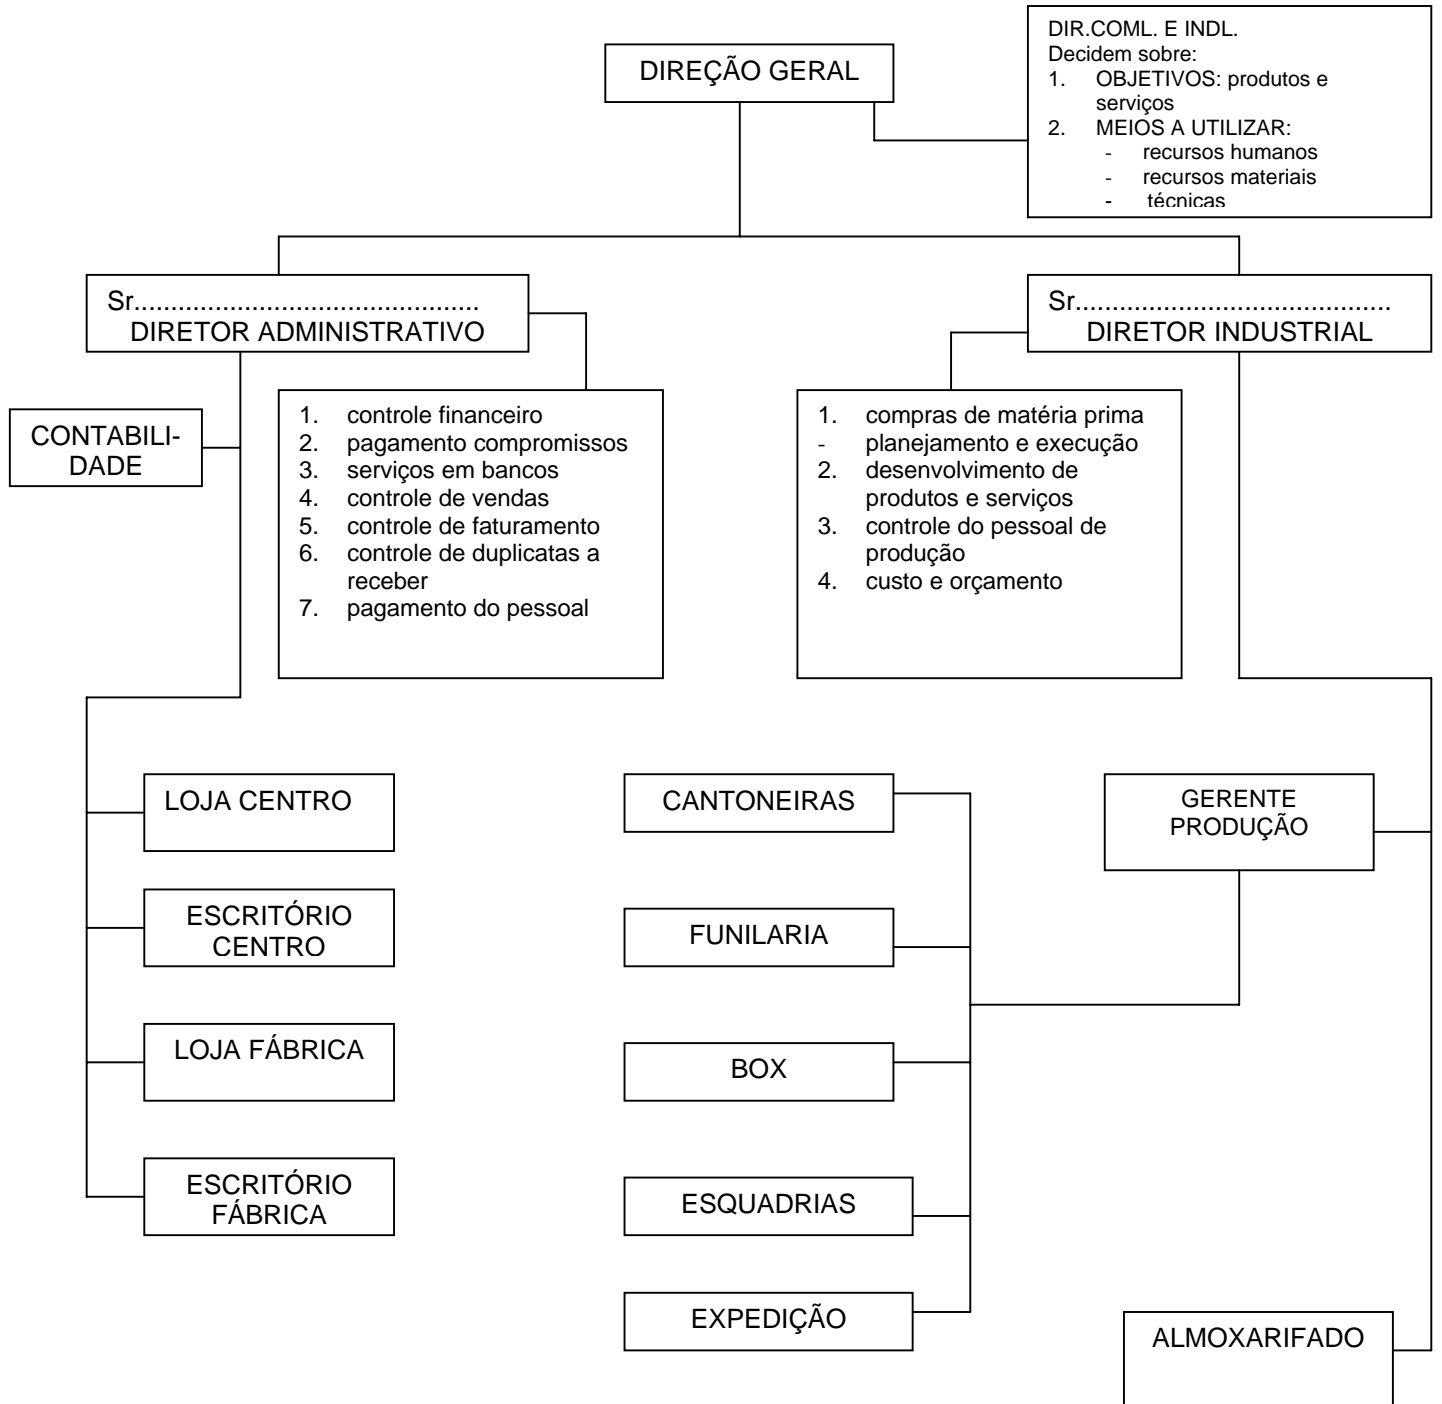 DIREÇÃO GERAL
DIR.COML. E INDL.
Decidem sobre:
1. OBJETIVOS: produtos e
serviços
2. MEIOS A UTILIZAR:
- recursos humanos
- recursos materiais
- técnicas
Sr...............................................
DIRETOR ADMINISTRATIVO
Sr...........................................
DIRETOR INDUSTRIAL
CONTABILI-
DADE
1. controle financeiro
2. pagamento compromissos
3. serviços em bancos
4. controle de vendas
5. controle de faturamento
6. controle de duplicatas a
receber
7. pagamento do pessoal
1. compras de matéria prima
- planejamento e execução
2. desenvolvimento de
produtos e serviços
3. controle do pessoal de
produção
4. custo e orçamento
LOJA CENTRO
ESCRITÓRIO
CENTRO
LOJA FÁBRICA
ESCRITÓRIO
FÁBRICA
CANTONEIRAS
FUNILARIA
BOX
ESQUADRIAS
EXPEDIÇÃO
GERENTE
PRODUÇÃO
ALMOXARIFADO